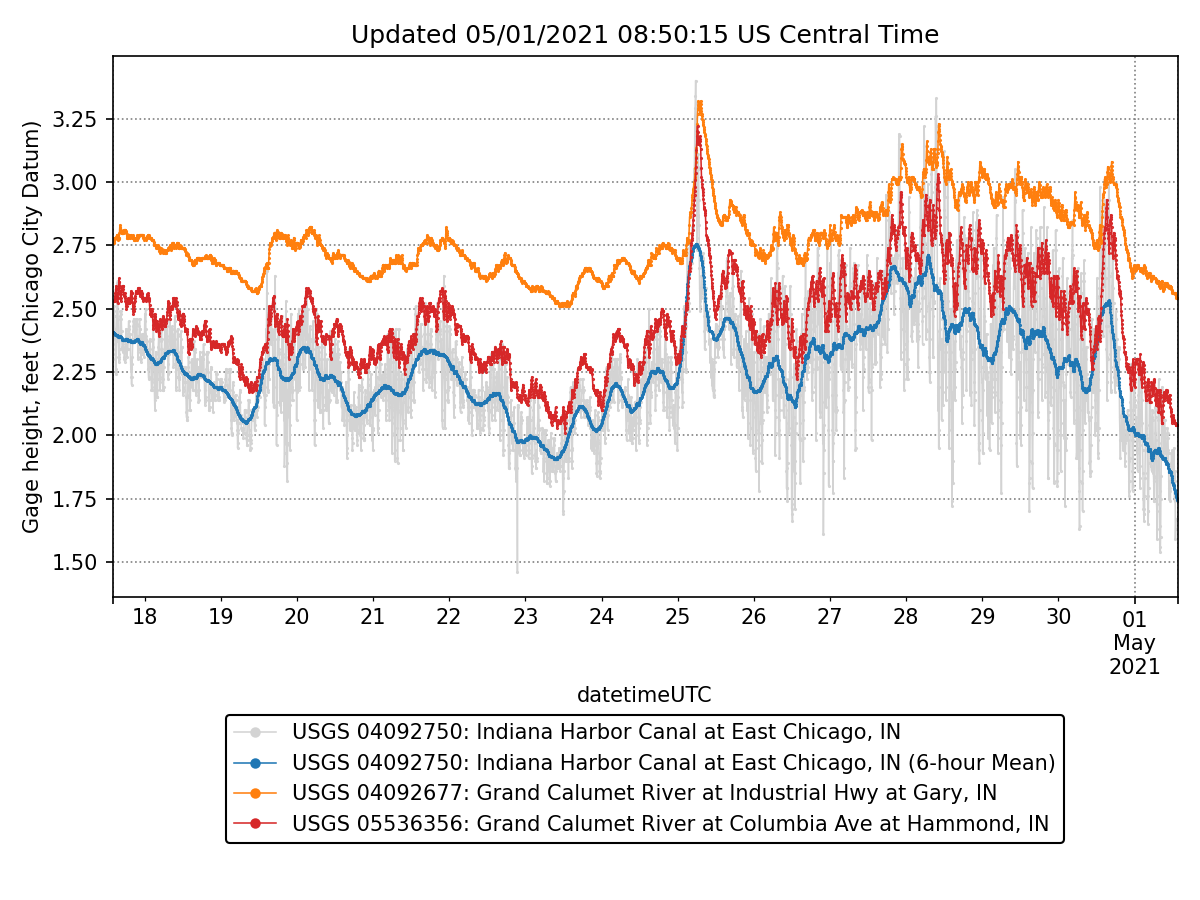 Updated 05/01/2021 08:50:15 US Central Time
Gage height, feet (Chicago City Datum)
3.25
3.00
2.75
2.50
2.25
2.00
1.75
1.50
18 19 20 21 22 23 24 25 26 27 28 29 30 01
May
2021
datetimeUTC
USGS 04092750: Indiana Harbor Canal at East Chicago, IN
USGS 04092750: Indiana Harbor Canal at East Chicago, IN (6-hour Mean)
USGS 04092677: Grand Calumet River at Industrial Hwy at Gary, IN
USGS 05536356: Grand Calumet River at Columbia Ave at Hammond, IN